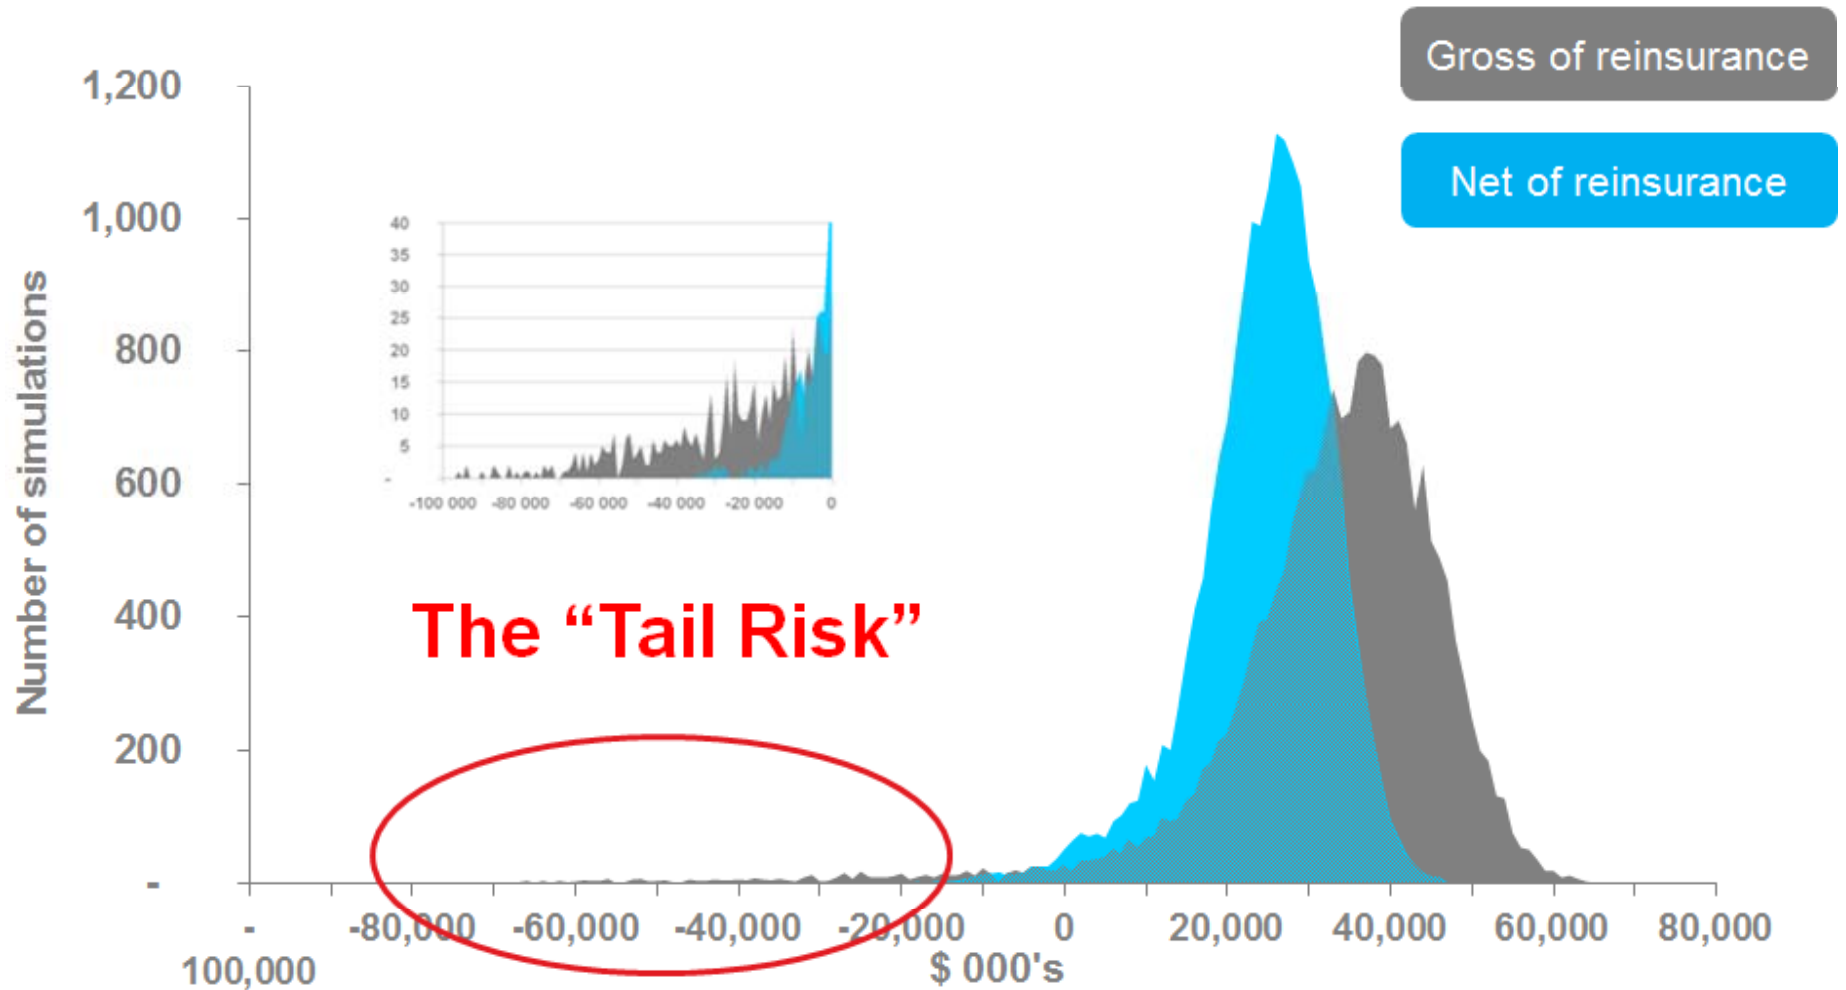 Gross of reinsurance
Net of reinsurance
Number of simulations
1,200
1,000
800
600
400
200
-
40
35
30
25
20
15
10
5
-
-100 000 -80 000 -60 000 -40 000 -20 000 0
The “Tail Risk”
- -80,000 -60,000 -40,000 -20,000 0 20,000 40,000 60,000 80,000
100,000
$ 000's